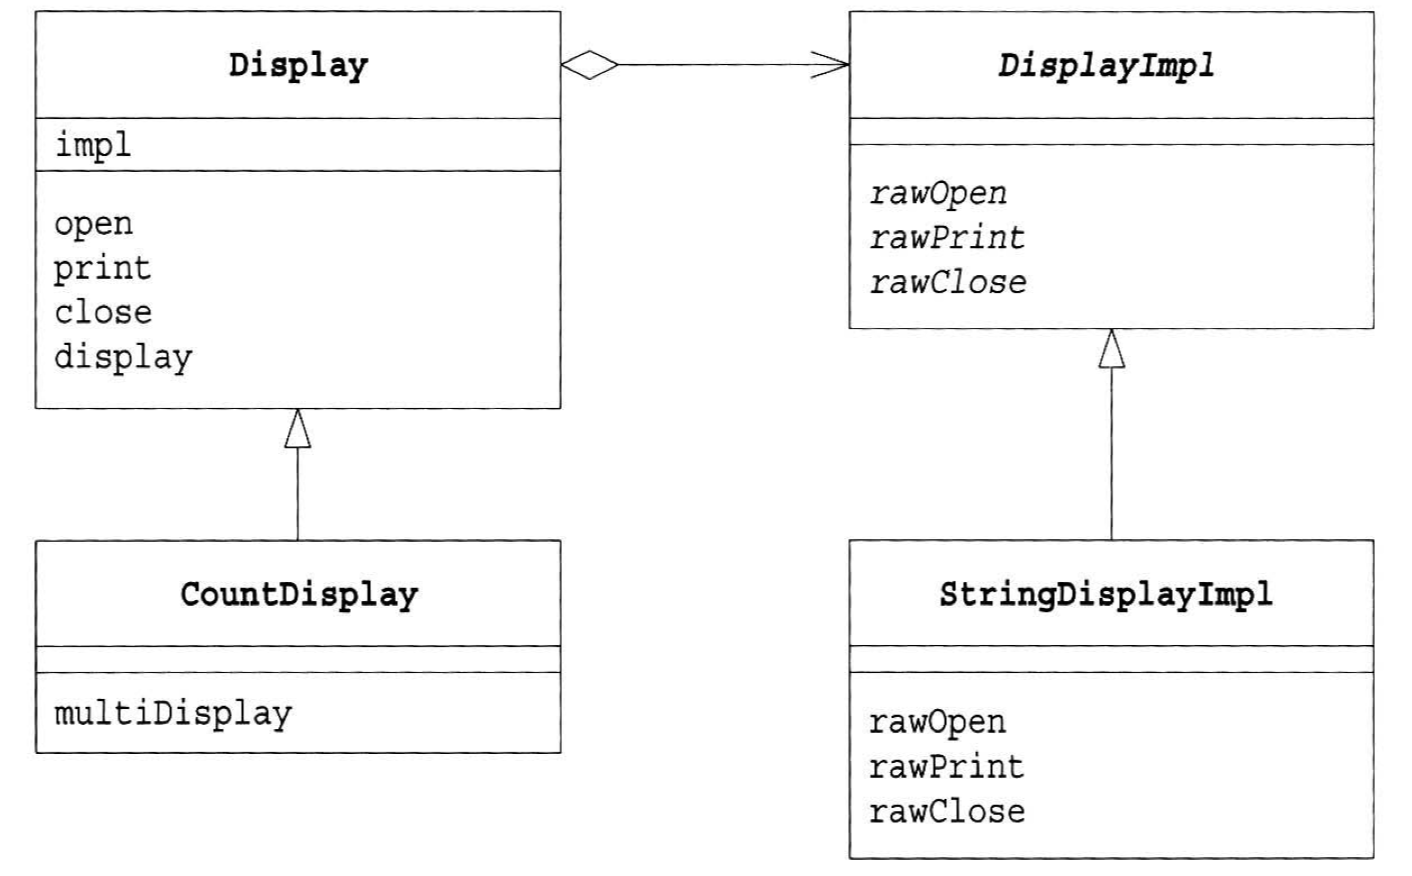 Display
impl
open
print
close
display
DisplayImpl
rawOpen
rawPrint
rawClose
CountDisplay
multiDisplay
StringDisplayImpl
rawOpen
rawPrint
rawClose